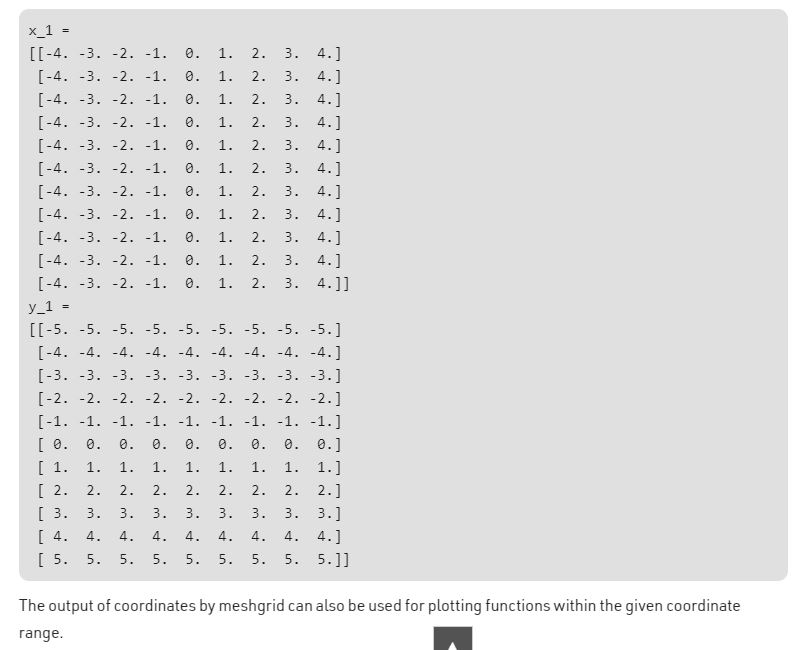 x_1 =
[[-4. -3. -2. -1.  0.  1.  2.  3.  4.]
 [-4. -3. -2. -1.  0.  1.  2.  3.  4.]
 [-4. -3. -2. -1.  0.  1.  2.  3.  4.]
 [-4. -3. -2. -1.  0.  1.  2.  3.  4.]
 [-4. -3. -2. -1.  0.  1.  2.  3.  4.]
 [-4. -3. -2. -1.  0.  1.  2.  3.  4.]
 [-4. -3. -2. -1.  0.  1.  2.  3.  4.]
 [-4. -3. -2. -1.  0.  1.  2.  3.  4.]
 [-4. -3. -2. -1.  0.  1.  2.  3.  4.]
 [-4. -3. -2. -1.  0.  1.  2.  3.  4.]
 [-4. -3. -2. -1.  0.  1.  2.  3.  4.]]
y_1 =
[[-5. -5. -5. -5. -5. -5. -5. -5. -5.]
 [-4. -4. -4. -4. -4. -4. -4. -4. -4.]
 [-3. -3. -3. -3. -3. -3. -3. -3. -3.]
 [-2. -2. -2. -2. -2. -2. -2. -2. -2.]
 [-1. -1. -1. -1. -1. -1. -1. -1. -1.]
 [ 0.  0.  0.  0.  0.  0.  0.  0.  0.]
 [ 1.  1.  1.  1.  1.  1.  1.  1.  1.]
 [ 2.  2.  2.  2.  2.  2.  2.  2.  2.]
 [ 3.  3.  3.  3.  3.  3.  3.  3.  3.]
 [ 4.  4.  4.  4.  4.  4.  4.  4.  4.]
 [ 5.  5.  5.  5.  5.  5.  5.  5.  5.]]
The output of coordinates by meshgrid can also be used for plotting functions within the given coordinate
range.